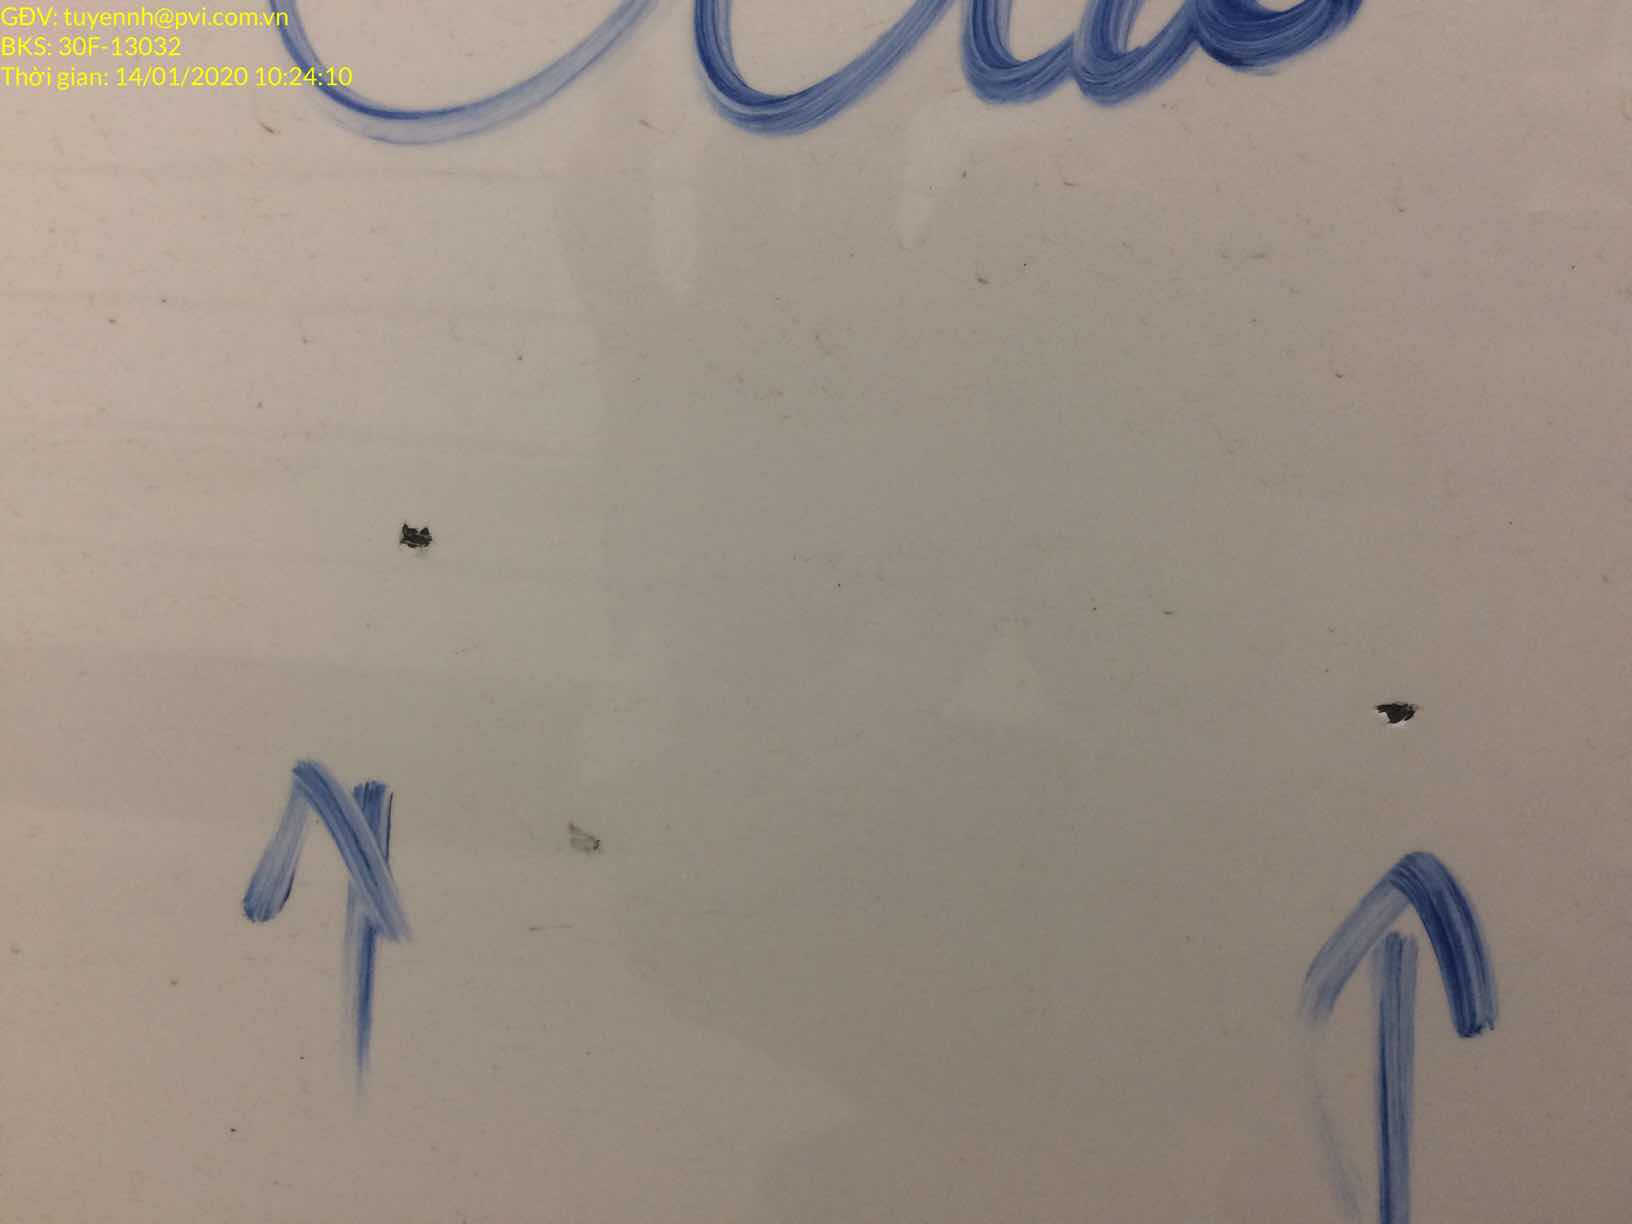 GĐV: tuyennh@pvi.com.vn
BKS: 30F-13032
Thời gian: 14/01/2020 10:24:10